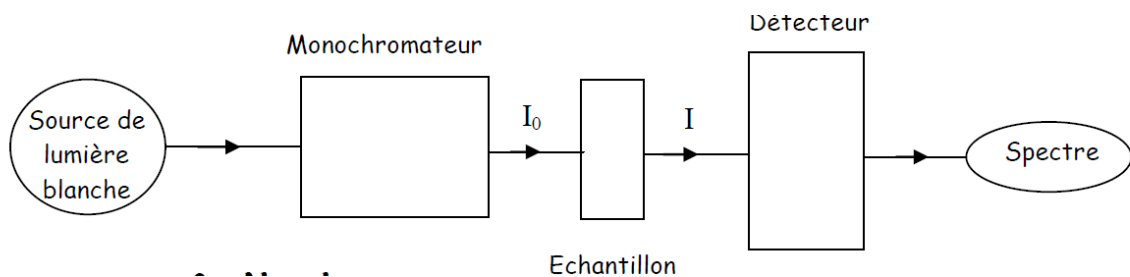 Détecteur
Monochromateur
Source de
lumière
blanche
I₀
I
Spectre
Echantillon